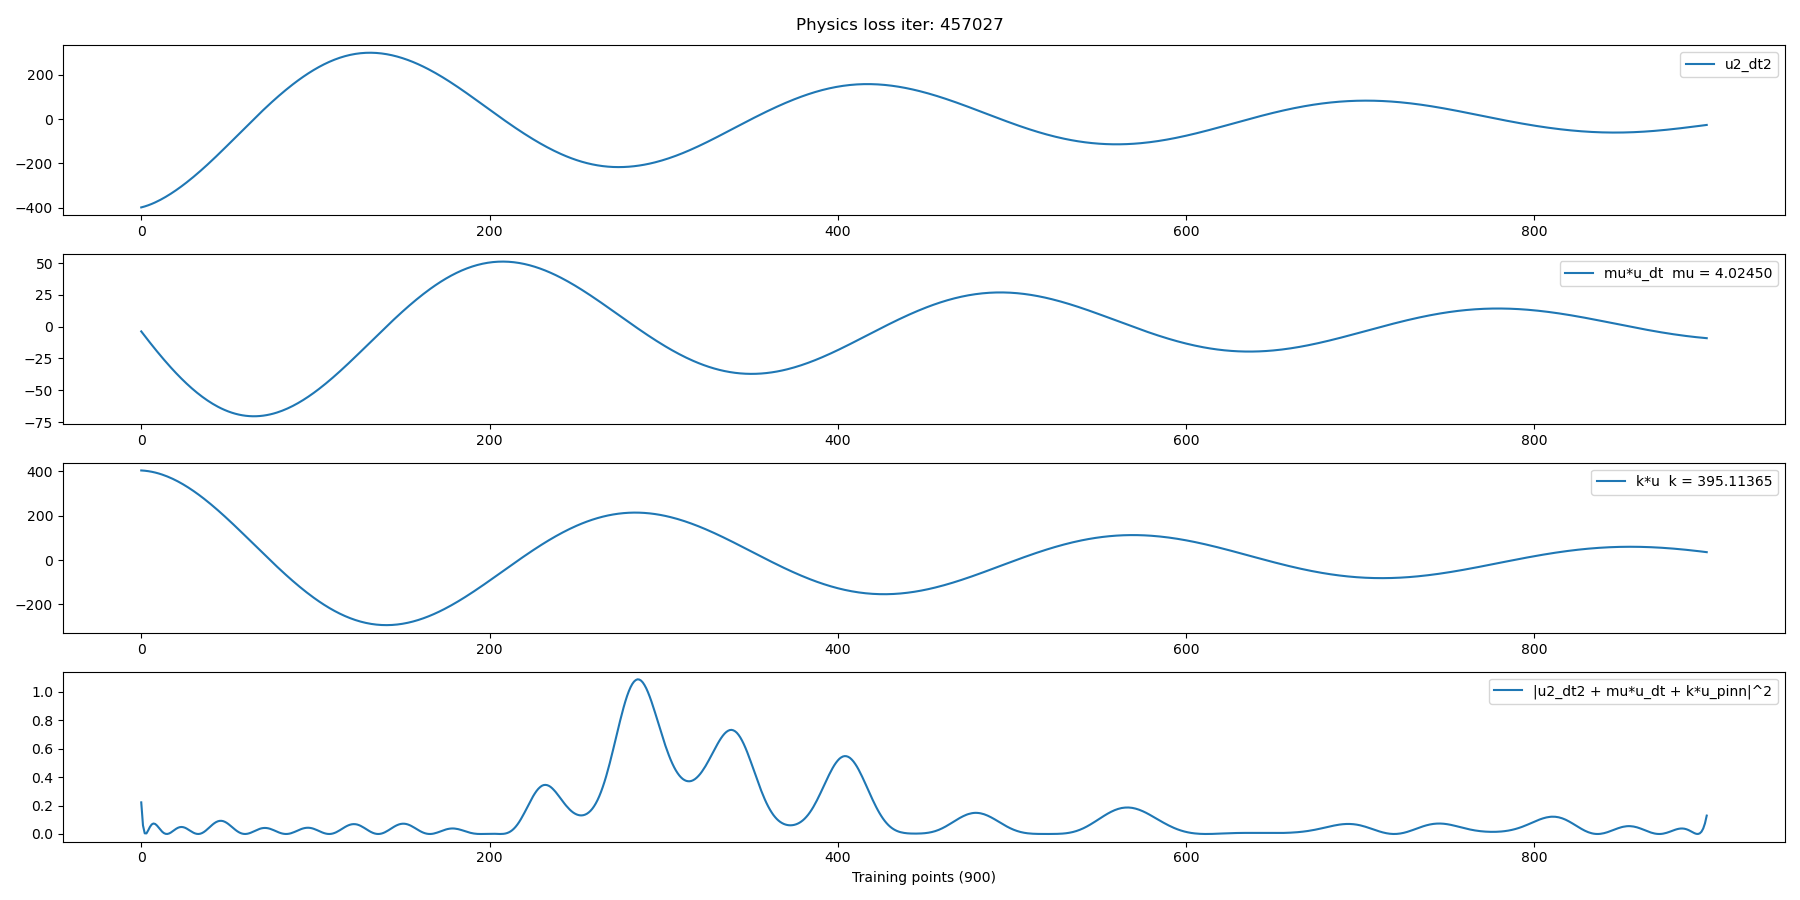 Physics loss iter: 457027
u2_dt2
200
0
−200
−400
0 200 400 600 800
mu*u_dt mu = 4.02450
50
25
0
−25
−50
−75
0 200 400 600 800
k*u k = 395.11365
400
200
0
−200
0 200 400 600 800
|u2_dt2 + mu*u_dt + k*u_pinn|^2
1.0
0.8
0.6
0.4
0.2
0.0
0 200 400 600 800
Training points (900)